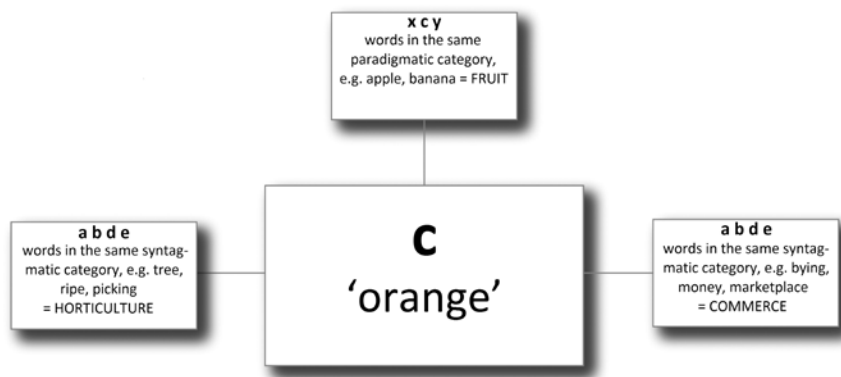 x c y
words in the same
paradigmatic category,
e.g. apple, banana = FRUIT
a b d e
words in the same syntag-
matic category, e.g. tree,
ripe, picking
= HORTICULTURE
c
'orange'
a b d e
words in the same syntag-
matic category, e.g. bying,
money, marketplace
= COMMERCE